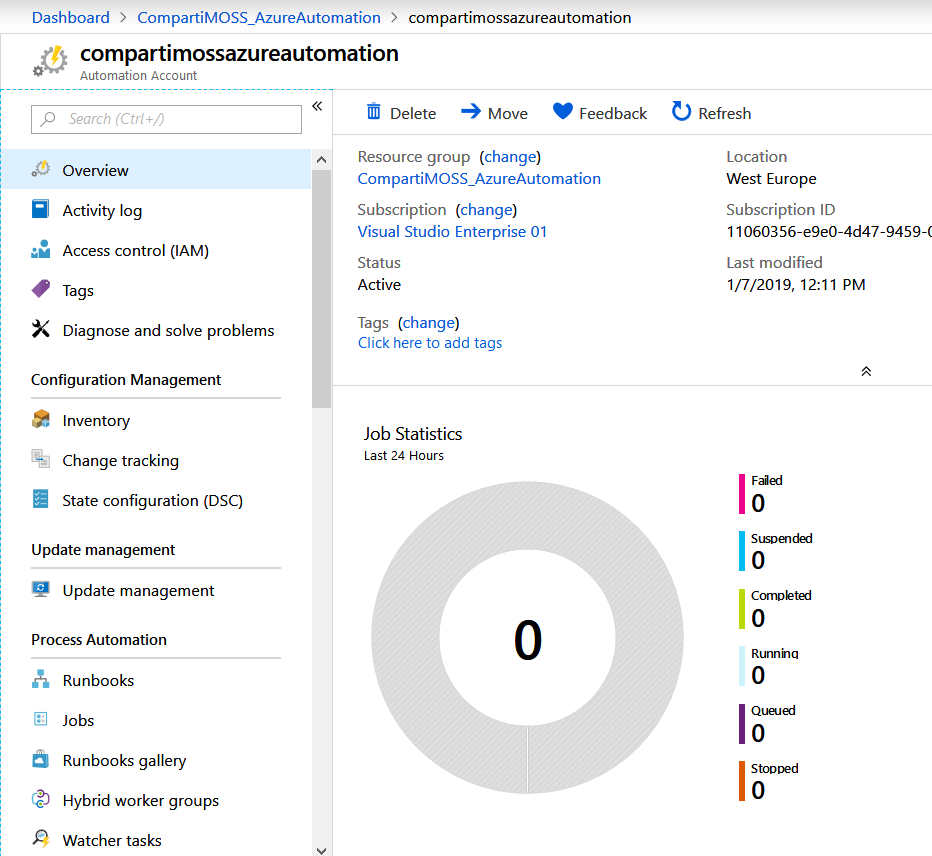 Dashboard > CompartiMOSS_AzureAutomation > compartimossazureautomation
compartimossazureautomation
Automation Account
Search (Ctrl+/)
Overview
Activity log
Access control (IAM)
Tags
Diagnose and solve problems
Configuration Management
Inventory
Change tracking
State configuration (DSC)
Update management
Update management
Process Automation
Runbooks
Jobs
Runbooks gallery
Hybrid worker groups
Watcher tasks
Delete Move Feedback Refresh
Resource group (change)
CompartiMOSS_AzureAutomation
Subscription (change)
Visual Studio Enterprise 01
Status
Active
Tags (change)
Click here to add tags
Location
West Europe
Subscription ID
11060356-e9e0-4d47-9459-0
Last modified
1/7/2019, 12:11 PM
Job Statistics
Last 24 Hours
0
Failed
0
Suspended
0
Completed
0
Running
0
Queued
0
Stopped
0